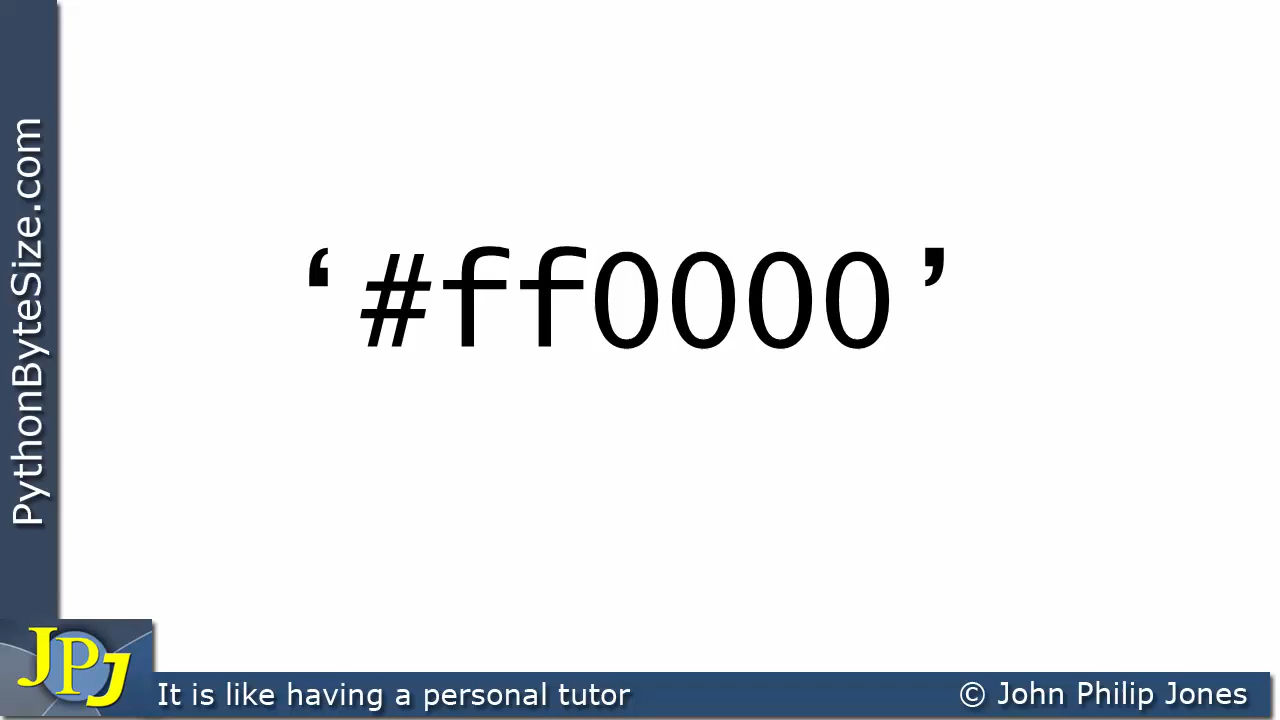 ‘#ff0000’
PythonByteSize.com
JPJ
It is like having a personal tutor
© John Philip Jones